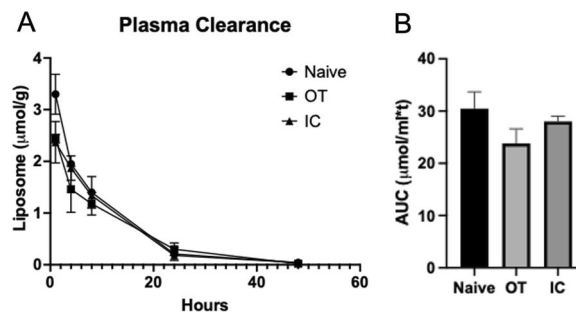 A
Plasma Clearance
Liposome (μmol/g)
4
3
2
1
0
0
20
40
60
Hours
Naive
OT
IC
B
AUC (μmol/ml*t)
40
30
20
10
0
Naive
OT
IC